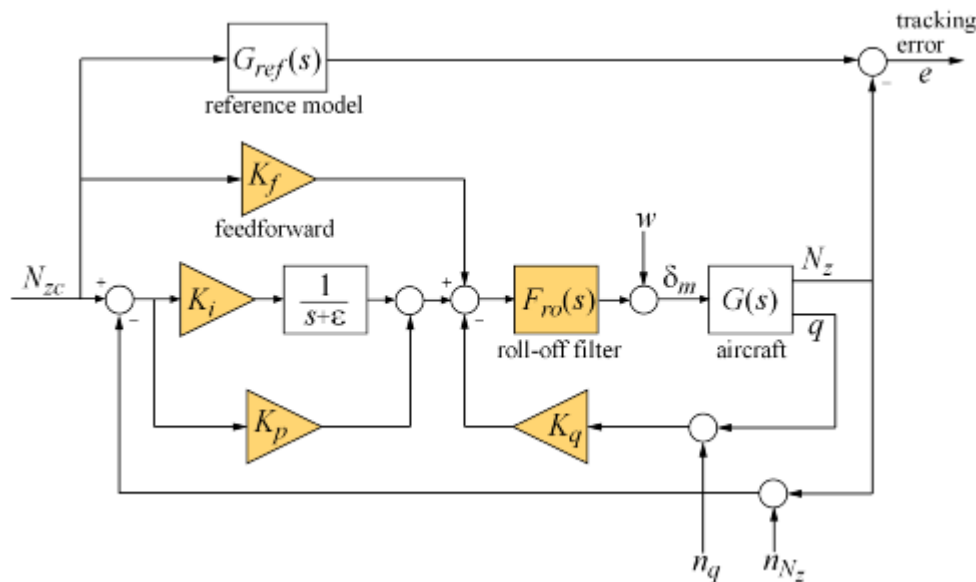 tracking
error
e
G_ref(s)
reference model
-
K_f
feedforward
w
N_zc
+
-
K_i
1
s+ε
+
-
F_ro(s)
roll-off filter
δ_m
G(s)
aircraft
N_z
q
K_p
K_q
n_q
n_N_z